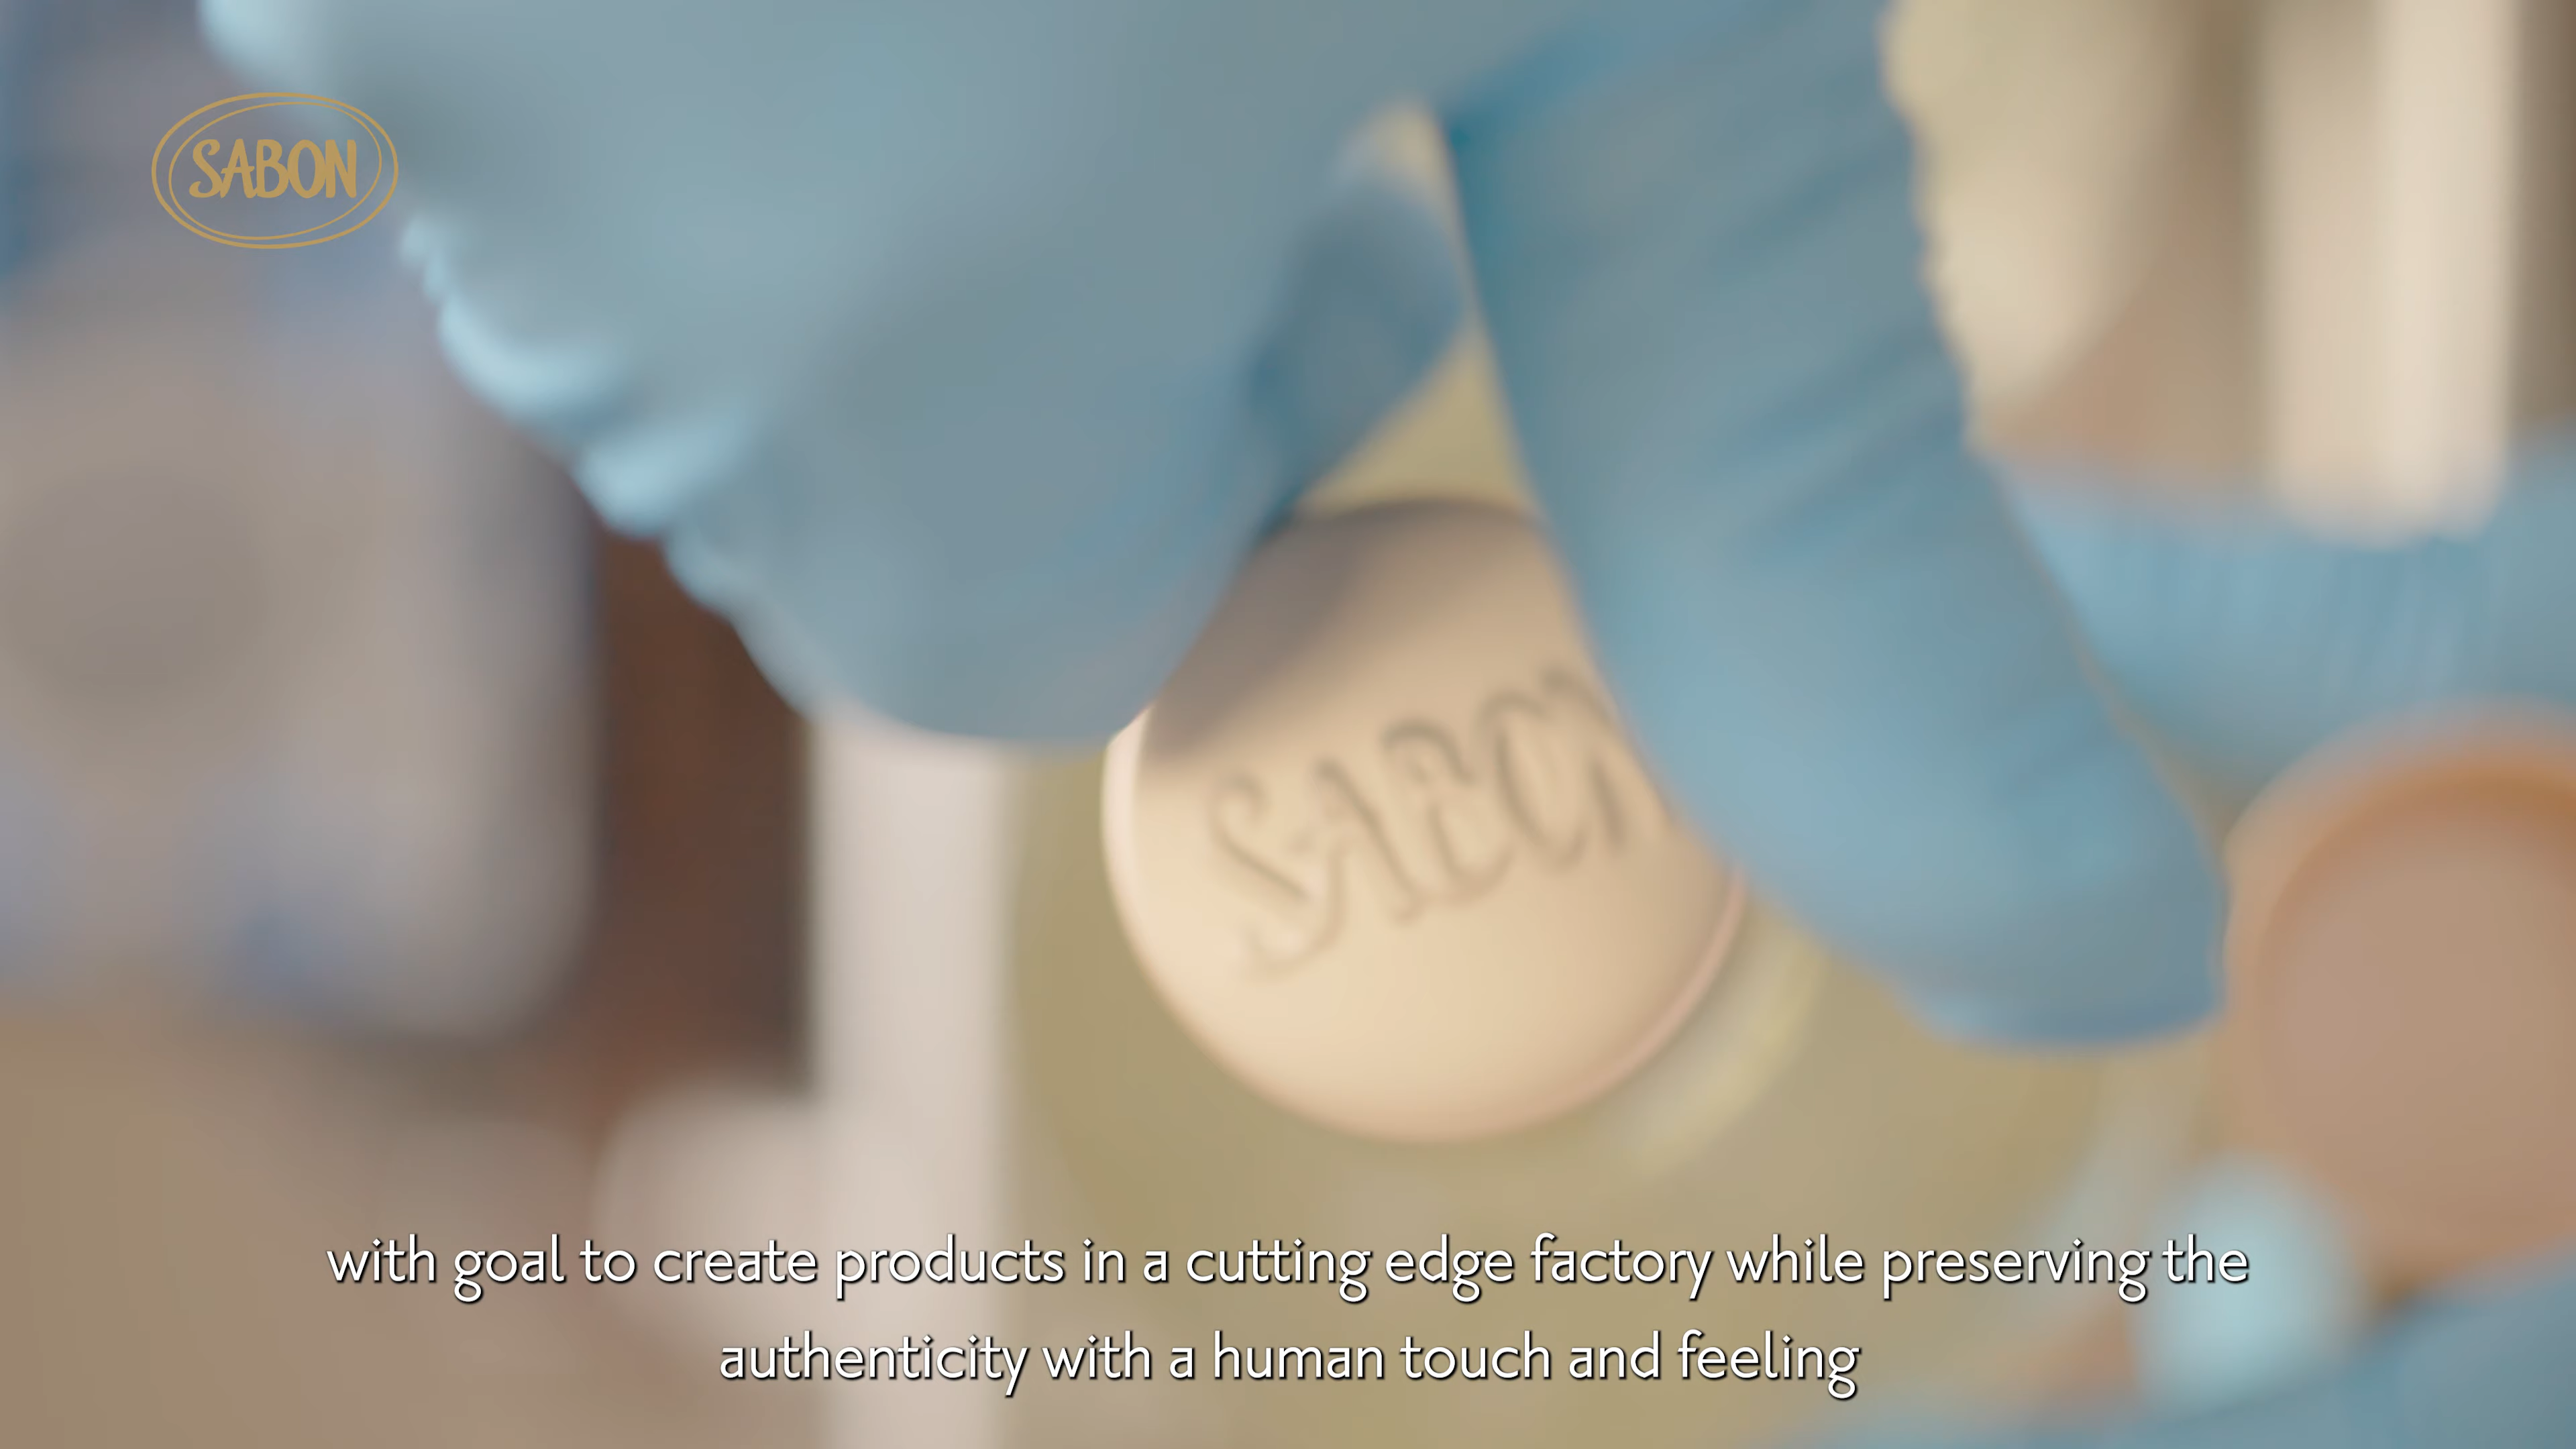 SABON
SABON
with goal to create products in a cutting edge factory while preserving the
authenticity with a human touch and feeling